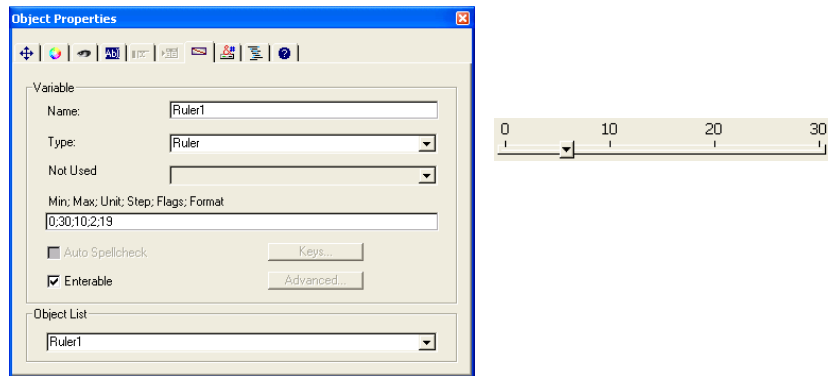 Object Properties
Ab|
Variable
Name:
Ruler1
Type:
Ruler
Not Used
Min; Max; Unit; Step; Flags; Format
0;30;10;2;19
Auto Spellcheck
Keys...
Enterable
Advanced...
Object List
Ruler1
0 10 20 30